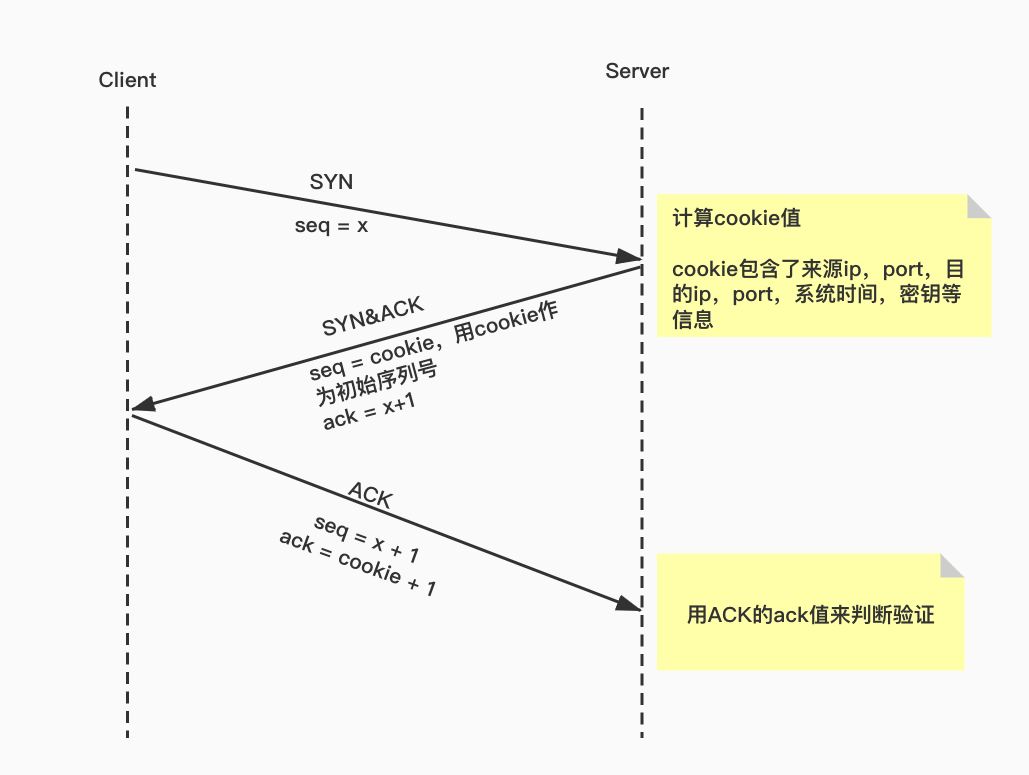 Client
Server
SYN
seq = x
计算cookie值
cookie包含了来源ip，port，目
的ip，port，系统时间，密钥等
信息
SYN&ACK
seq = cookie，用cookie作
为初始序列号
ack = x+1
ACK
seq = x + 1
ack = cookie + 1
用ACK的ack值来判断验证